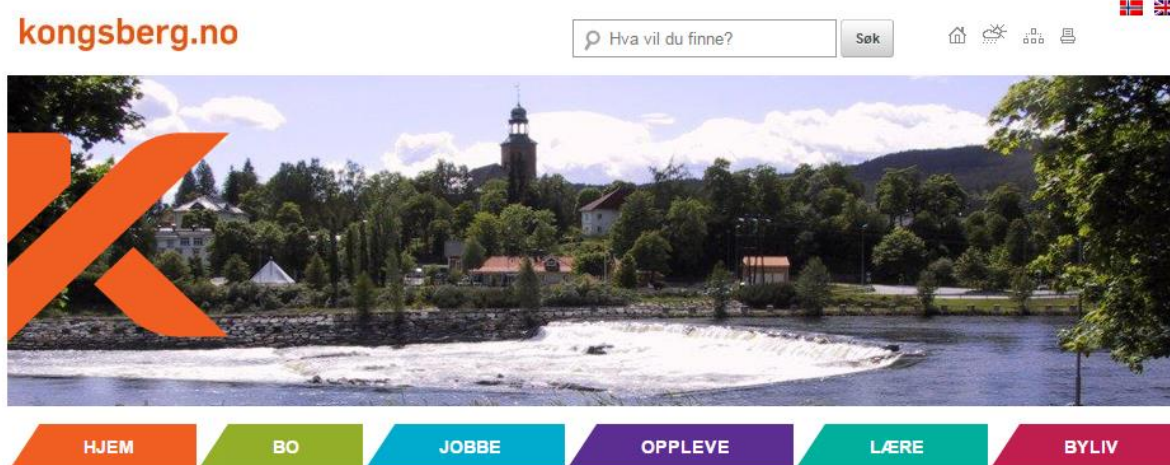 kongsberg.no
Hva vil du finne?
Søk
HJEM
BO
JOBBE
OPPLEVE
LÆRE
BYLIV